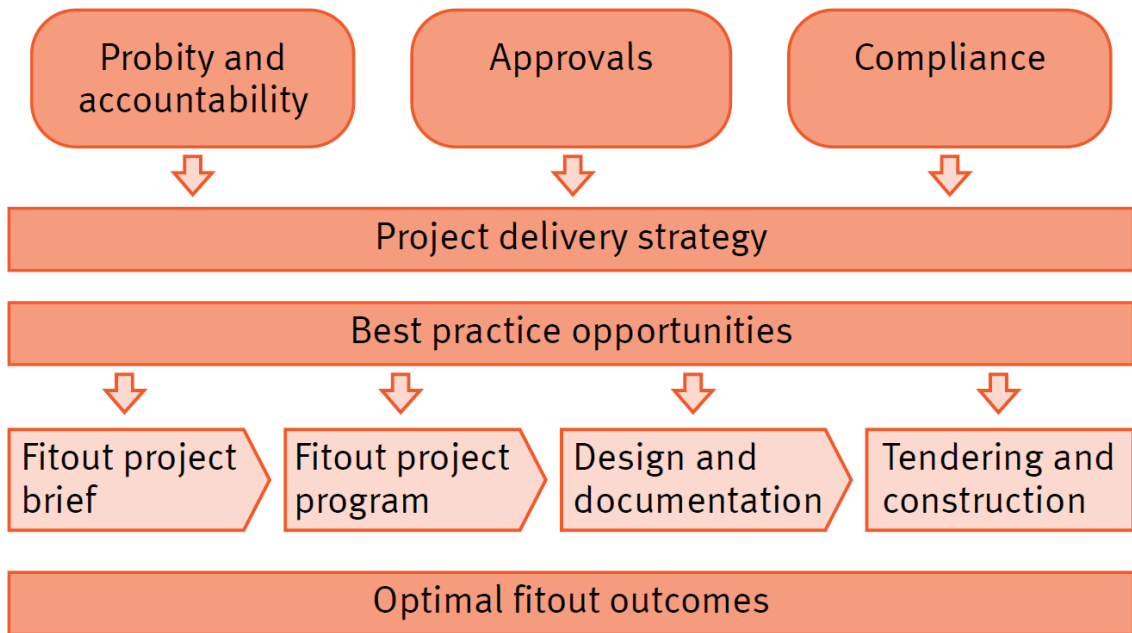 Probity and
accountability
Approvals
Compliance
Project delivery strategy
Best practice opportunities
Fitout project
brief
Fitout project
program
Design and
documentation
Tendering and
construction
Optimal fitout outcomes